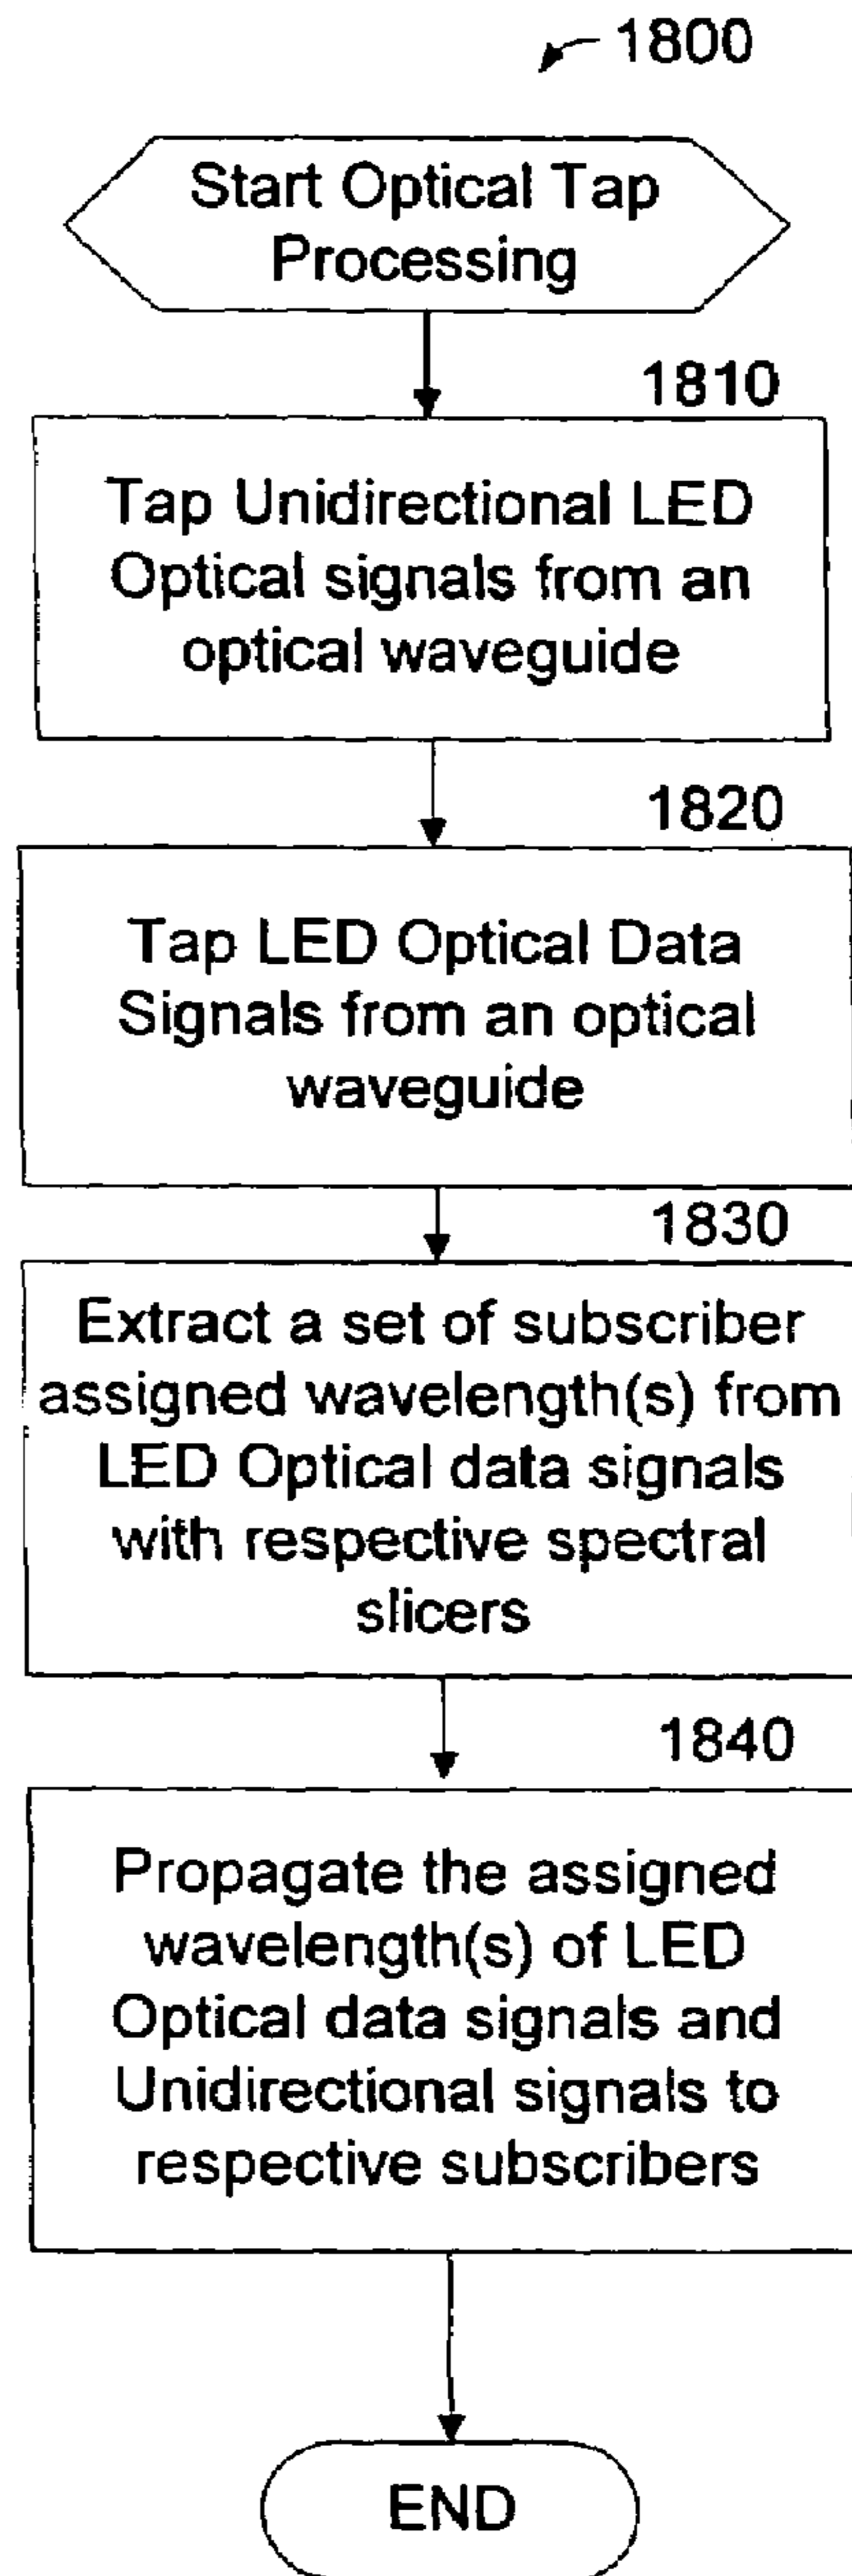 1800
Start Optical Tap
Processing
1810
Tap Unidirectional LED
Optical signals from an
optical waveguide
1820
Tap LED Optical Data
Signals from an optical
waveguide
1830
Extract a set of subscriber
assigned wavelength(s) from
LED Optical data signals
with respective spectral
slicers
1840
Propagate the assigned
wavelength(s) of LED
Optical data signals and
Unidirectional signals to
respective subscribers
END